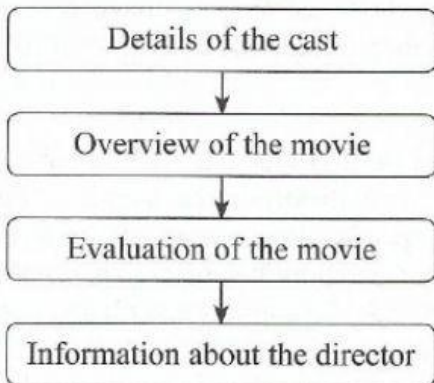 Details of the cast
Overview of the movie
Evaluation of the movie
Information about the director